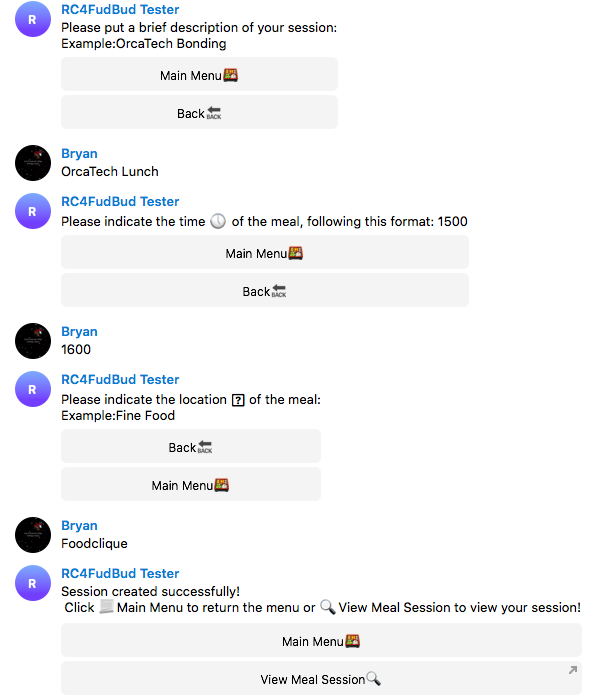 R
RC4FudBud Tester
Please put a brief description of your session:
Example:OrcaTech Bonding
Main Menu🍱
Back🔙
Bryan
OrcaTech Lunch
R
RC4FudBud Tester
Please indicate the time 🕔 of the meal, following this format: 1500
Main Menu🍱
Back🔙
Bryan
1600
R
RC4FudBud Tester
Please indicate the location ⍰ of the meal:
Example:Fine Food
Back🔙
Main Menu🍱
Bryan
Foodclique
R
RC4FudBud Tester
Session created successfully!
Click 📃Main Menu to return the menu or 🔍View Meal Session to view your session!
Main Menu🍱
View Meal Session🔍